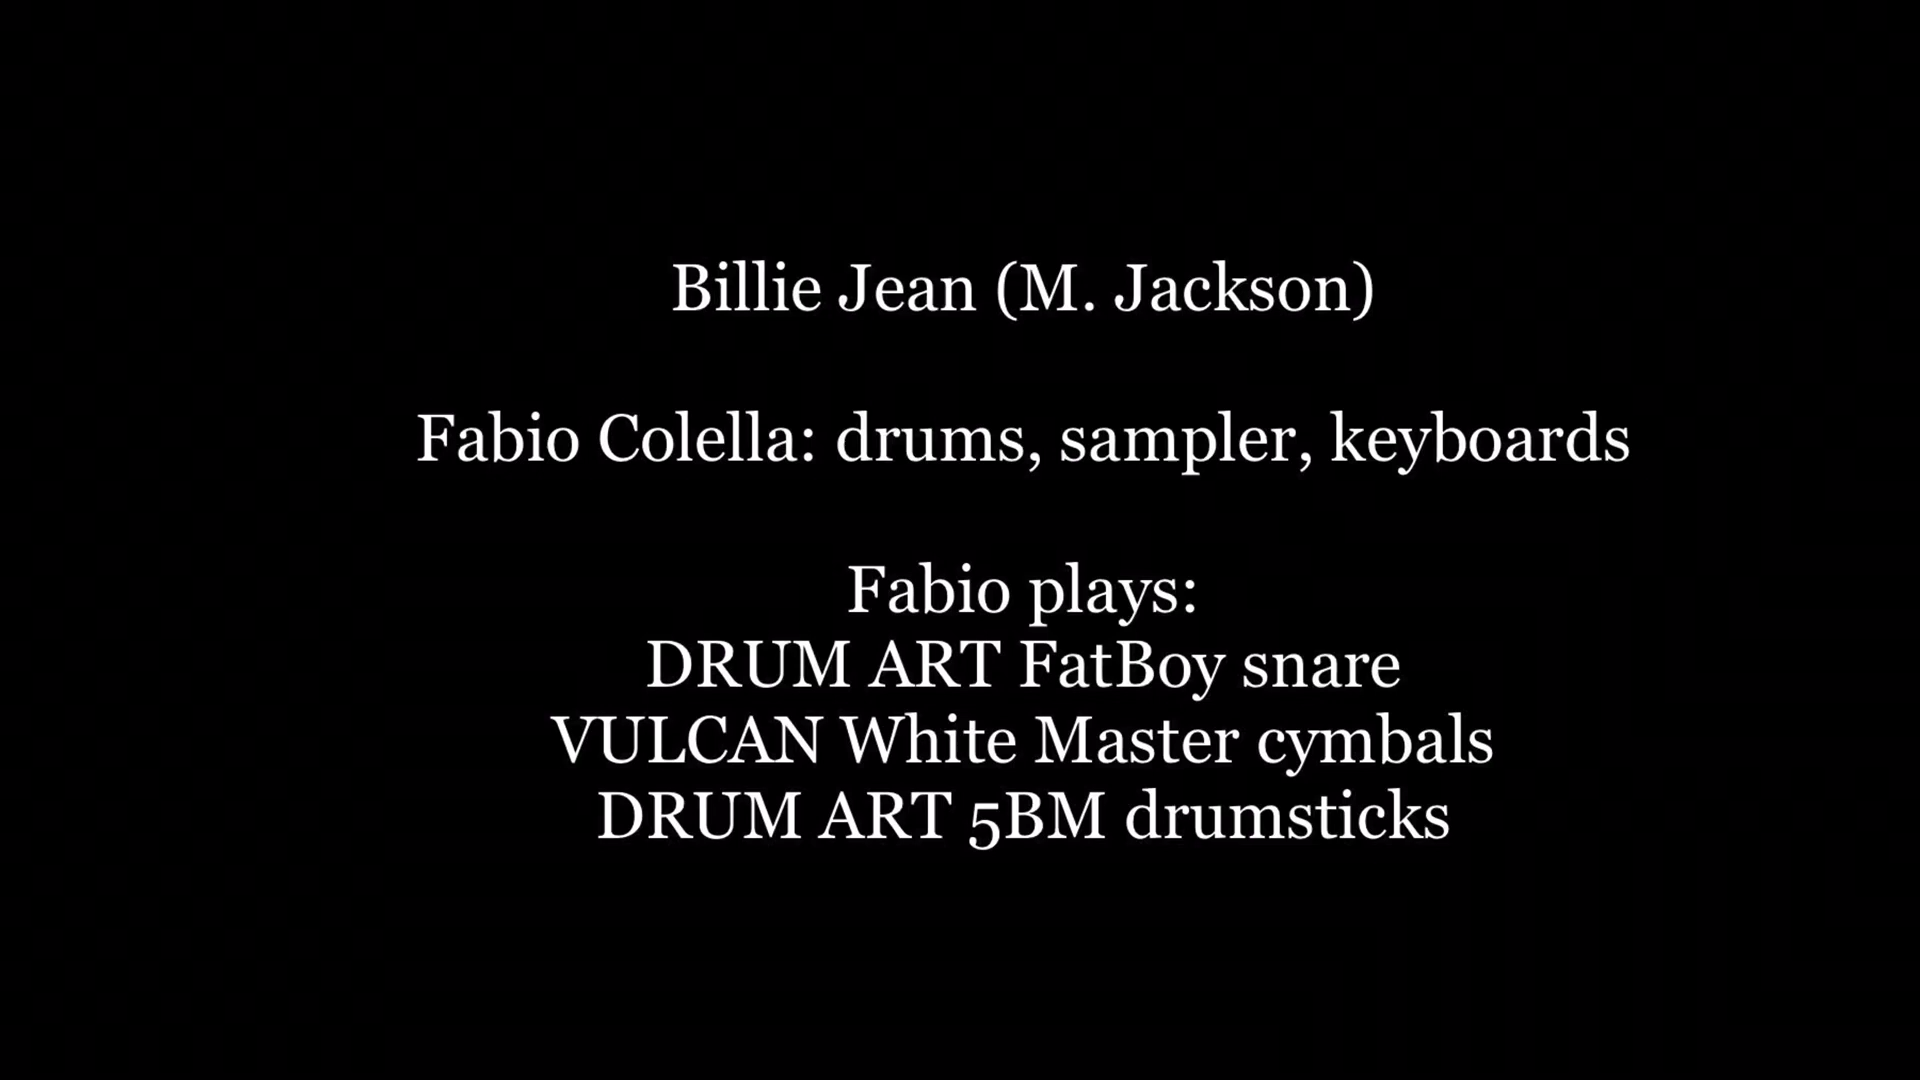 Billie Jean (M. Jackson)
Fabio Colella: drums, sampler, keyboards
Fabio plays:
DRUM ART FatBoy snare
VULCAN White Master cymbals
DRUM ART 5BM drumsticks